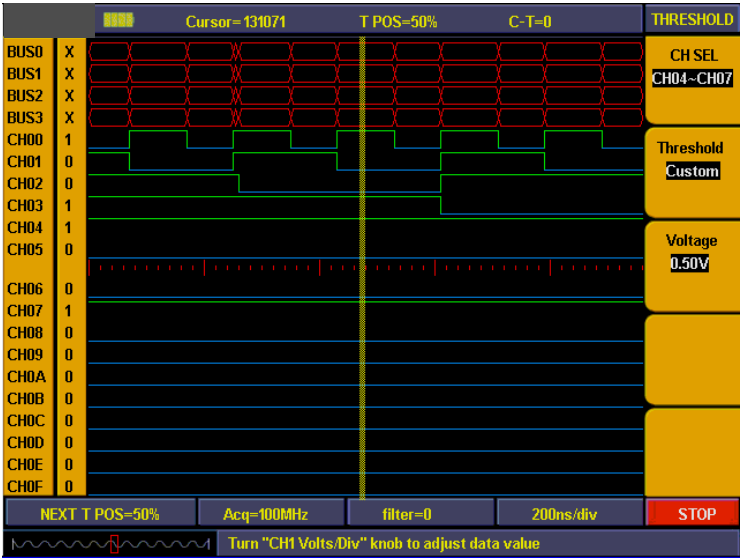 Cursor=131071 T POS=50% C-T=0 THRESHOLD
BUS0 X
BUS1 X
BUS2 X
BUS3 X
CH00 1
CH01 0
CH02 0
CH03 1
CH04 1
CH05 0
CH06 0
CH07 1
CH08 0
CH09 0
CH0A 0
CH0B 0
CH0C 0
CH0D 0
CH0E 0
CH0F 0
CH SEL
CH04~CH07
Threshold
Custom
Voltage
0.50V
NEXT T POS=50% Acq=100MHz filter=0 200ns/div STOP
Turn "CH1 Volts/Div" knob to adjust data value